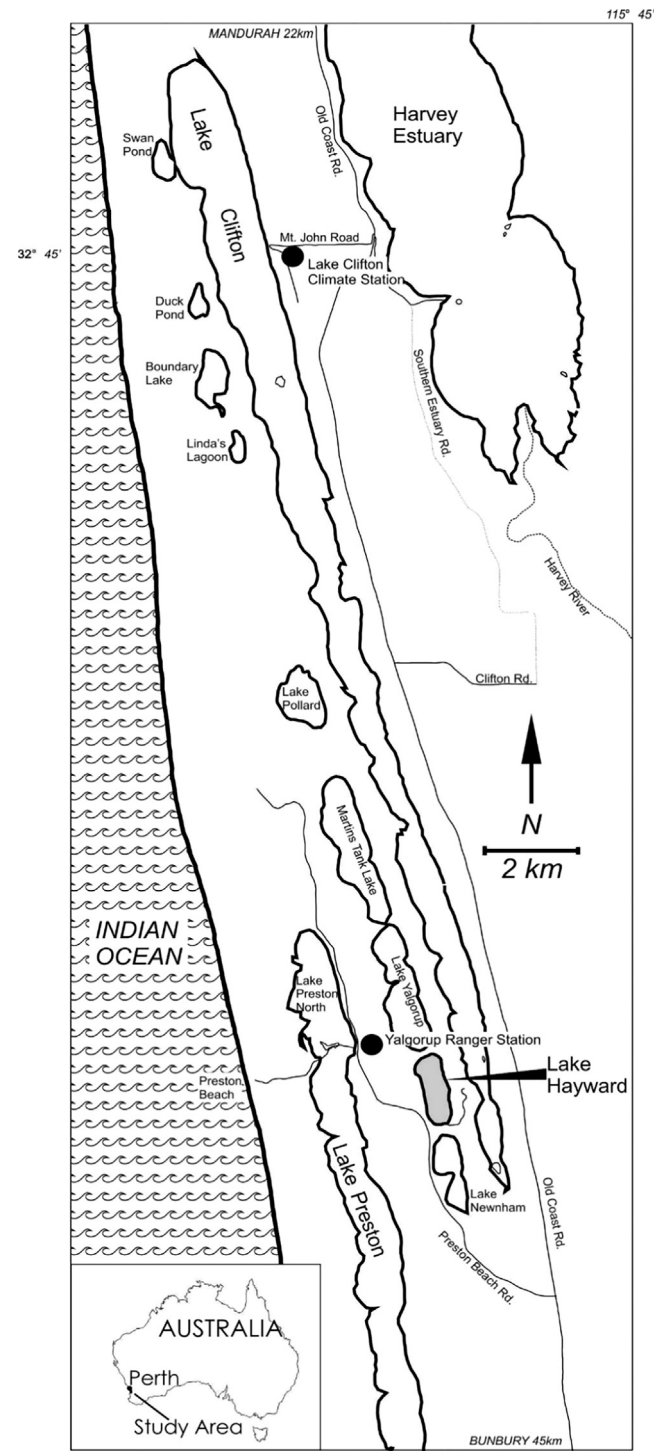 115° 45'
MANDURAH 22km
Old Coast Rd.
Harvey
Estuary
Lake
Clifton
Swan
Pond
Mt. John Road
32° 45'
Lake Clifton
Climate Station
Duck
Pond
Boundary
Lake
Southern Estuary Rd.
Linda's
Lagoon
Harvey River
Clifton Rd.
Lake
Pollard
N
2 km
Martins Tank Lake
INDIAN
OCEAN
Lake Yalgorup
Lake
Preston
North
Yalgorup Ranger Station
Lake
Hayward
Preston
Beach
Lake Preston
Lake
Newnham
Old Coast Rd.
Preston Beach Rd.
AUSTRALIA
Perth
Study Area
BUNBURY 45km